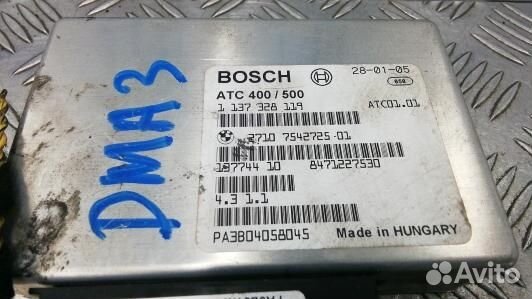 DMA3
BOSCH 28-01-05
ATC 400 / 500
1 137 328 119 ATC01.01
2710 7542725-01
197744 10 8471227530
4.3 1.1
PA3B04058045 Made in HUNGARY
Avito